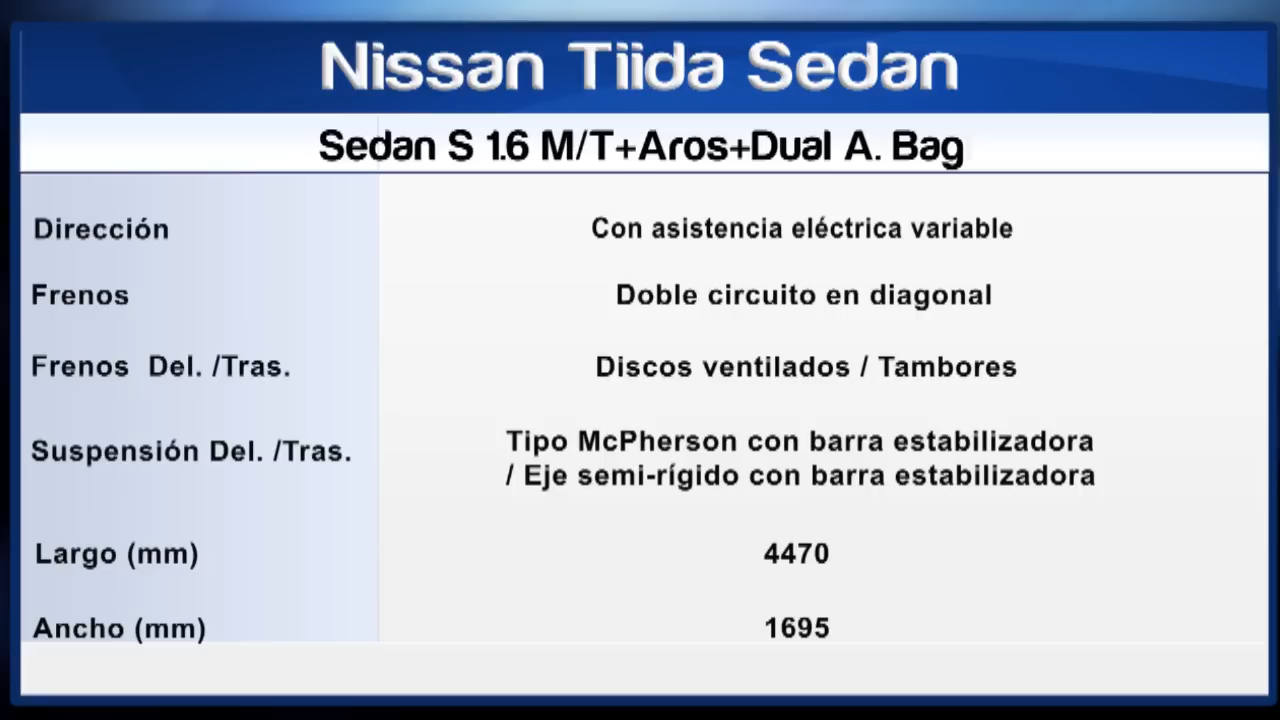 Nissan Tiida Sedan
Sedan S 1.6 M/T+Aros+Dual A. Bag
Dirección Con asistencia eléctrica variable
Frenos Doble circuito en diagonal
Frenos Del. /Tras. Discos ventilados / Tambores
Suspensión Del. /Tras. Tipo McPherson con barra estabilizadora
/ Eje semi-rígido con barra estabilizadora
Largo (mm) 4470
Ancho (mm) 1695